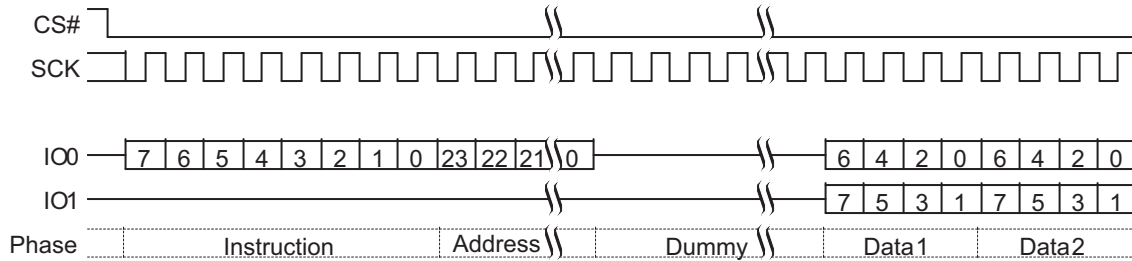 CS#
SCK
IO0 7 6 5 4 3 2 1 0 23 22 21 0 6 4 2 0 6 4 2 0
IO1 7 5 3 1 7 5 3 1
Phase Instruction Address Dummy Data1 Data2